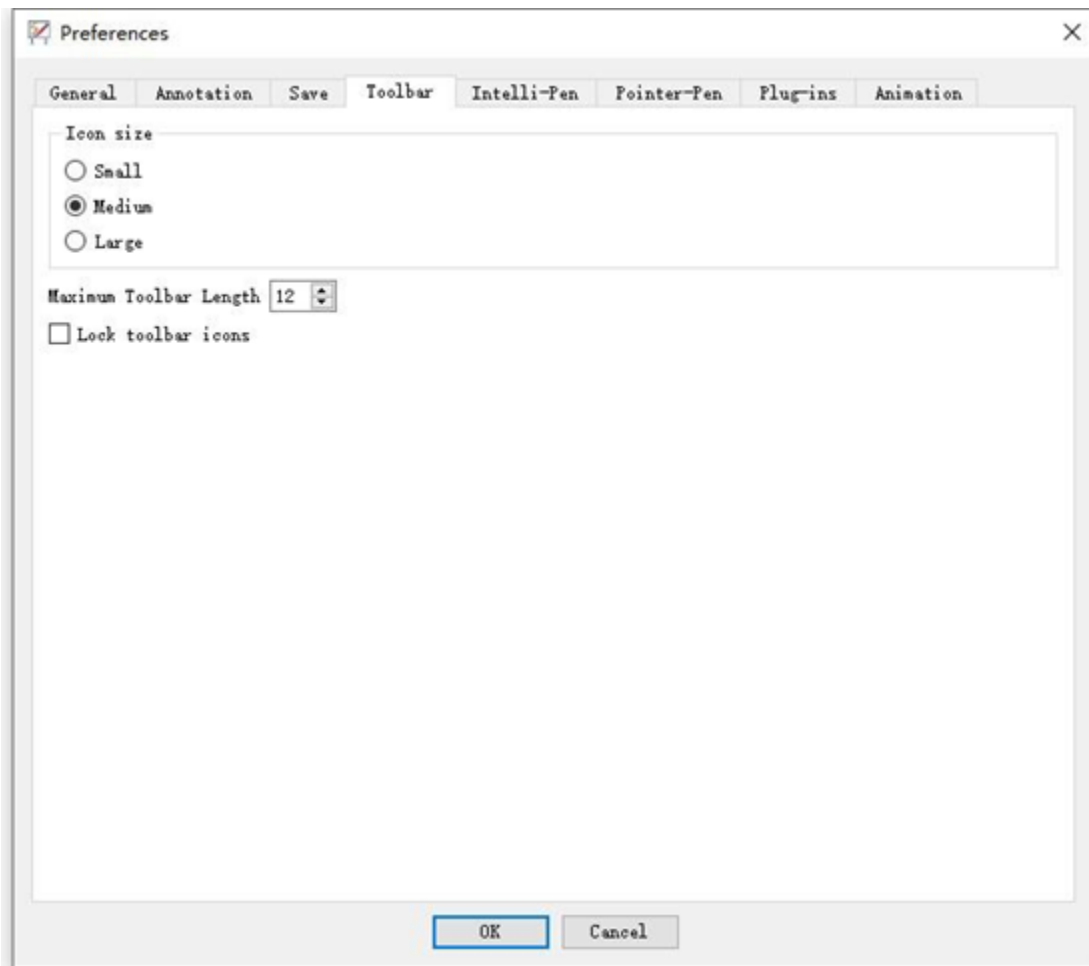 Preferences
General Annotation Save Toolbar Intelli-Pen Pointer-Pen Plug-ins Animation
Icon size
Small
Medium
Large
Maximum Toolbar Length 12
Lock toolbar icons
OK Cancel